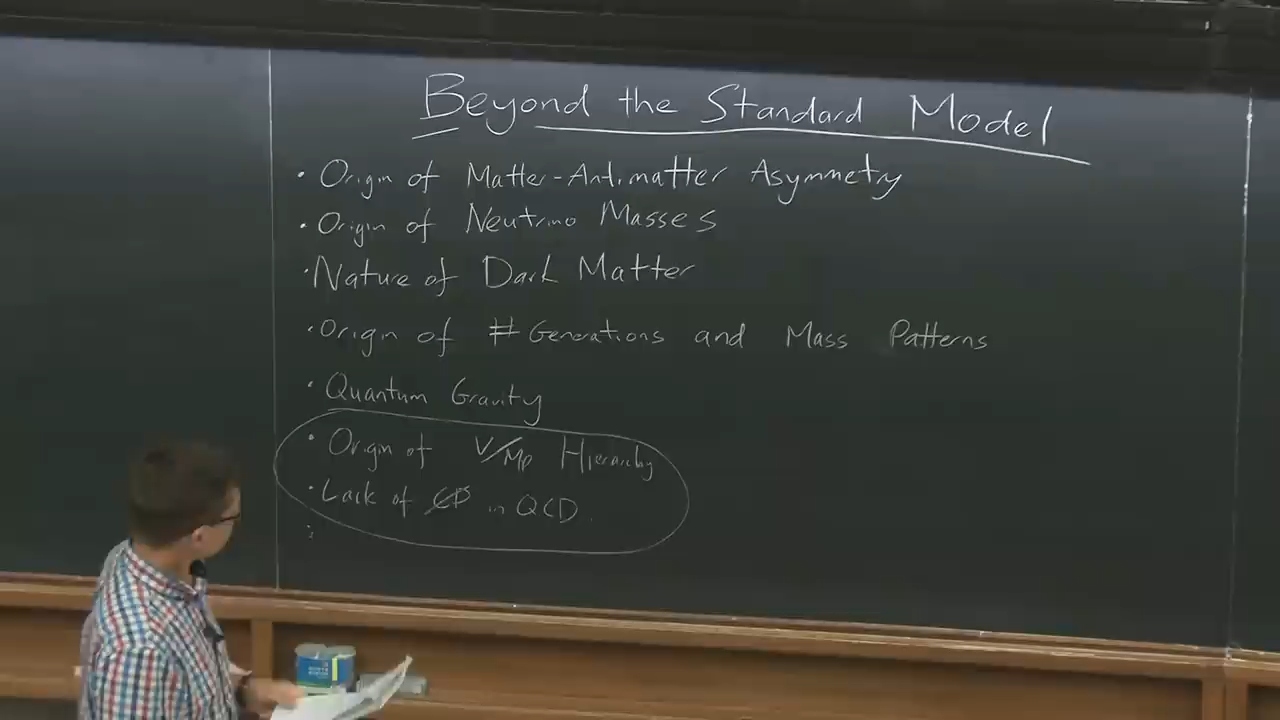 Beyond the Standard Model
· Origin of Matter-Antimatter Asymmetry
· Origin of Neutrino Masses
· Nature of Dark Matter
· Origin of # Generations and Mass Patterns
· Quantum Gravity
· Origin of V/Mp Hierarchy
· Lack of C̸P̸ in QCD.